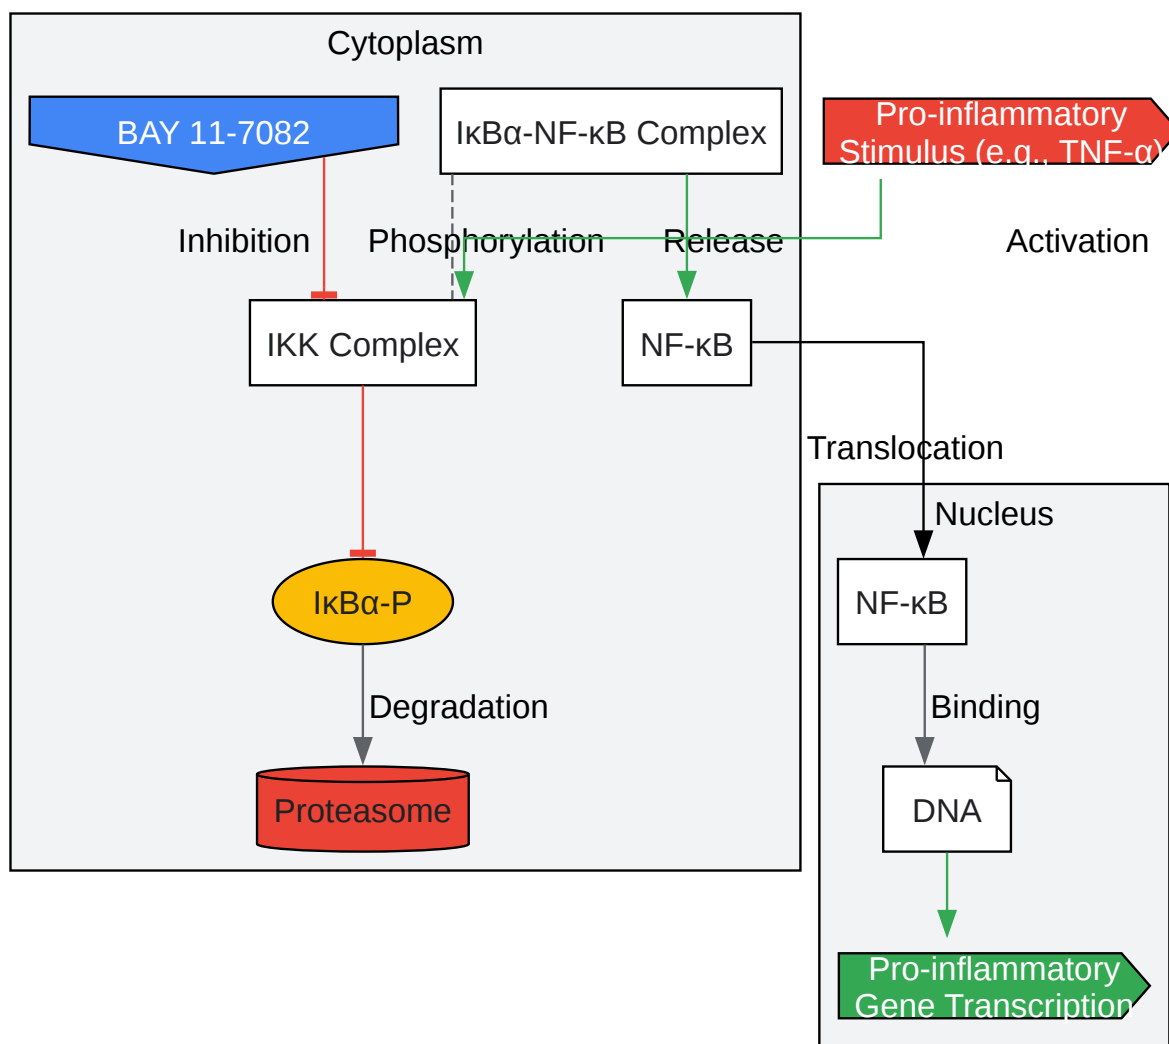 Cytoplasm
BAY 11-7082
IκBα-NF-κB Complex
Pro-inflammatory
Stimulus (e.g., TNF-α)
Inhibition
Phosphorylation
Release
Activation
IKK Complex
NF-κB
Translocation
Nucleus
IκBα-P
NF-κB
Degradation
Binding
Proteasome
DNA
Pro-inflammatory
Gene Transcription